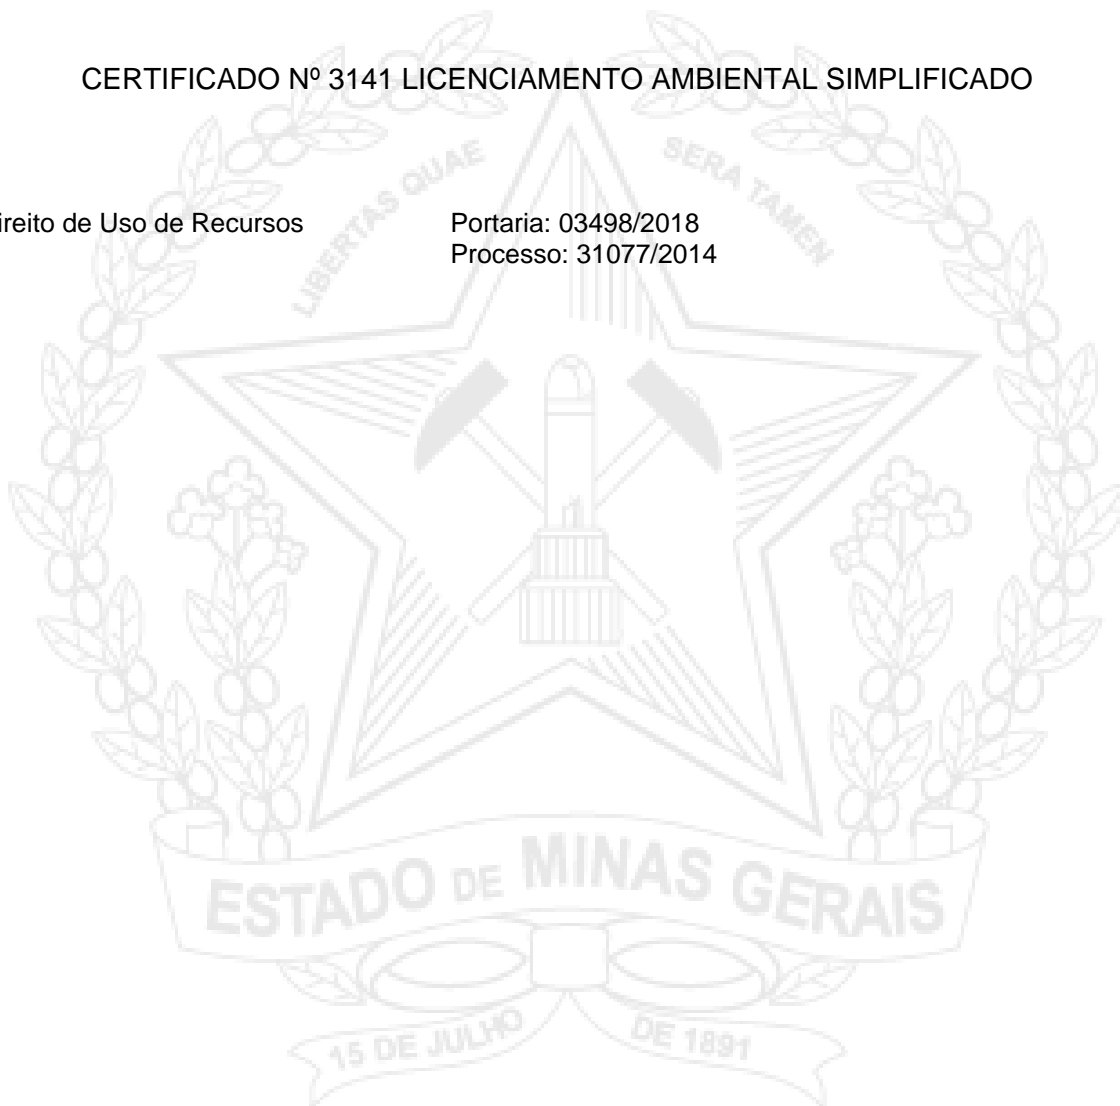 CERTIFICADO Nº 3141 LICENCIAMENTO AMBIENTAL SIMPLIFICADO
LIBERTAS QUAE SERA TAMEN
ireito de Uso de Recursos Portaria: 03498/2018
Processo: 31077/2014
ESTADO DE MINAS GERAIS
15 DE JULHO DE 1891